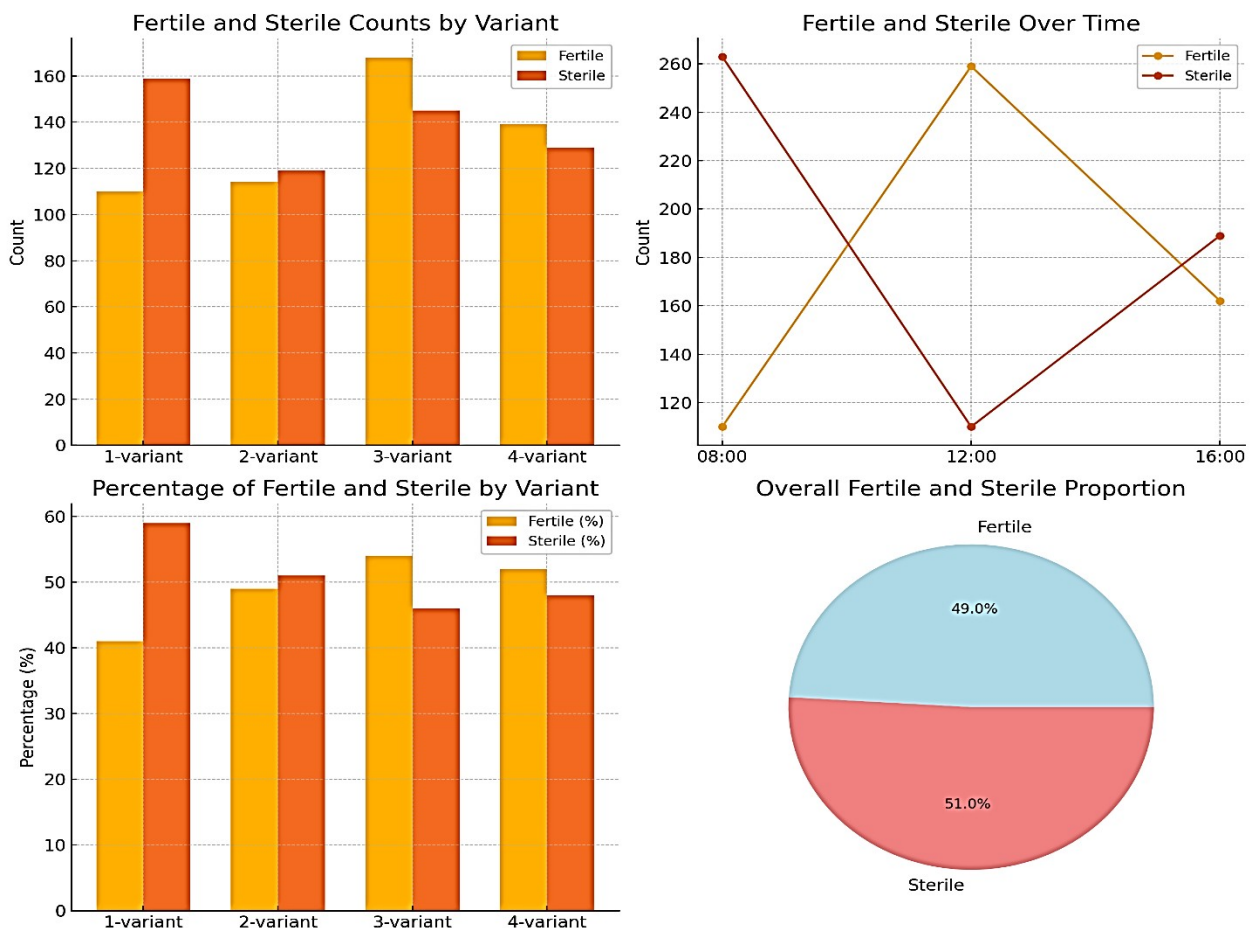 Fertile and Sterile Counts by Variant
Fertile
Sterile
Count
160
140
120
100
80
60
40
20
0
1-variant
2-variant
3-variant
4-variant
Fertile and Sterile Over Time
Fertile
Sterile
Count
260
240
220
200
180
160
140
120
08:00
12:00
16:00
Percentage of Fertile and Sterile by Variant
Fertile (%)
Sterile (%)
Percentage (%)
60
50
40
30
20
10
0
1-variant
2-variant
3-variant
4-variant
Overall Fertile and Sterile Proportion
Fertile
49.0%
51.0%
Sterile